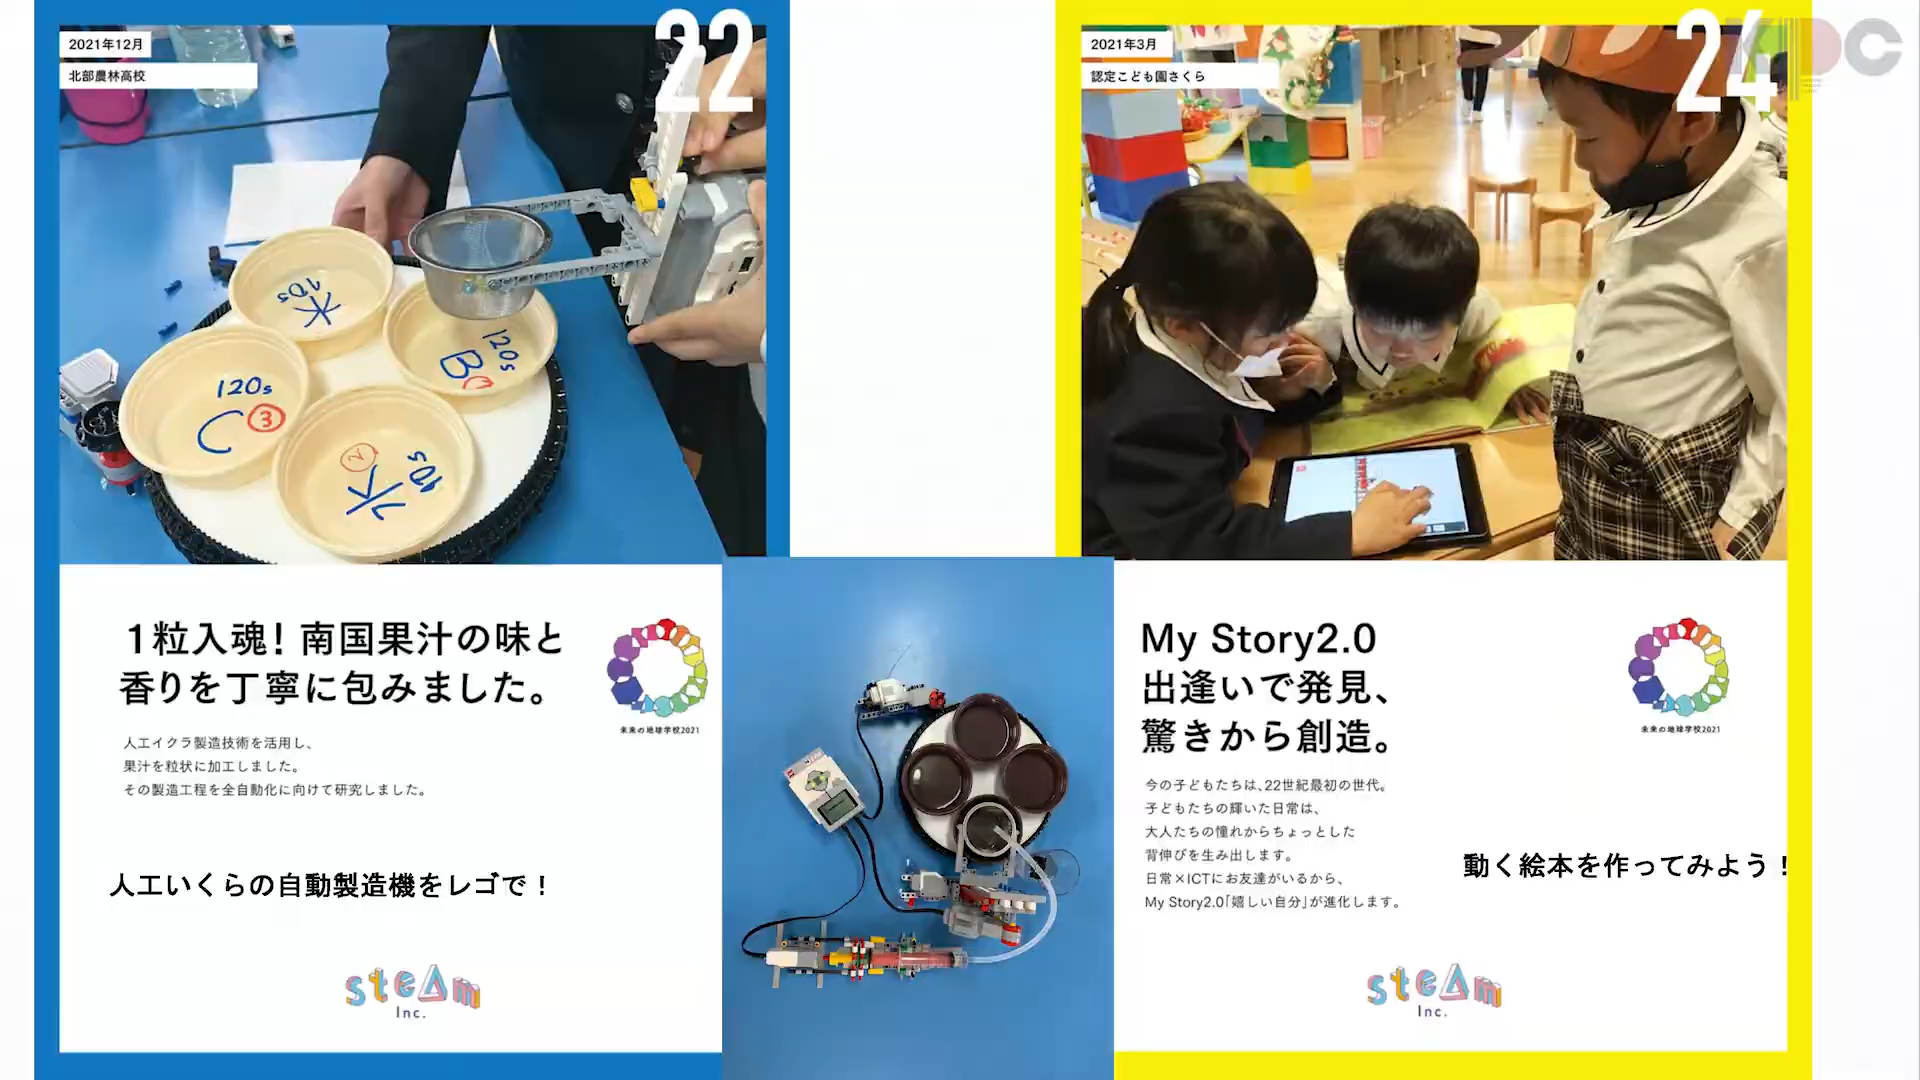 2021年12月
北部農林高校
22
水
10s
120s
B
120s
し
3
水
2
10s
1粒入魂！南国果汁の味と
香りを丁寧に包みました。
未来の地球学校2021
人工イクラ製造技術を活用し、
果汁を粒状に加工しました。
その製造工程を全自動化に向けて研究しました。
人工いくらの自動製造機をレゴで！
steAm
Inc.
2021年3月
認定こども園さくら
24
KDC
My Story2.0
出逢いで発見、
驚きから創造。
未来の地球学校2021
今の子どもたちは、22世紀最初の世代。
子どもたちの輝いた日常は、
大人たちの憧れからちょっとした
背伸びを生み出します。
日常×ICTにお友達がいるから、
My Story2.0「嬉しい自分」が進化します。
動く絵本を作ってみよう！
steAm
Inc.